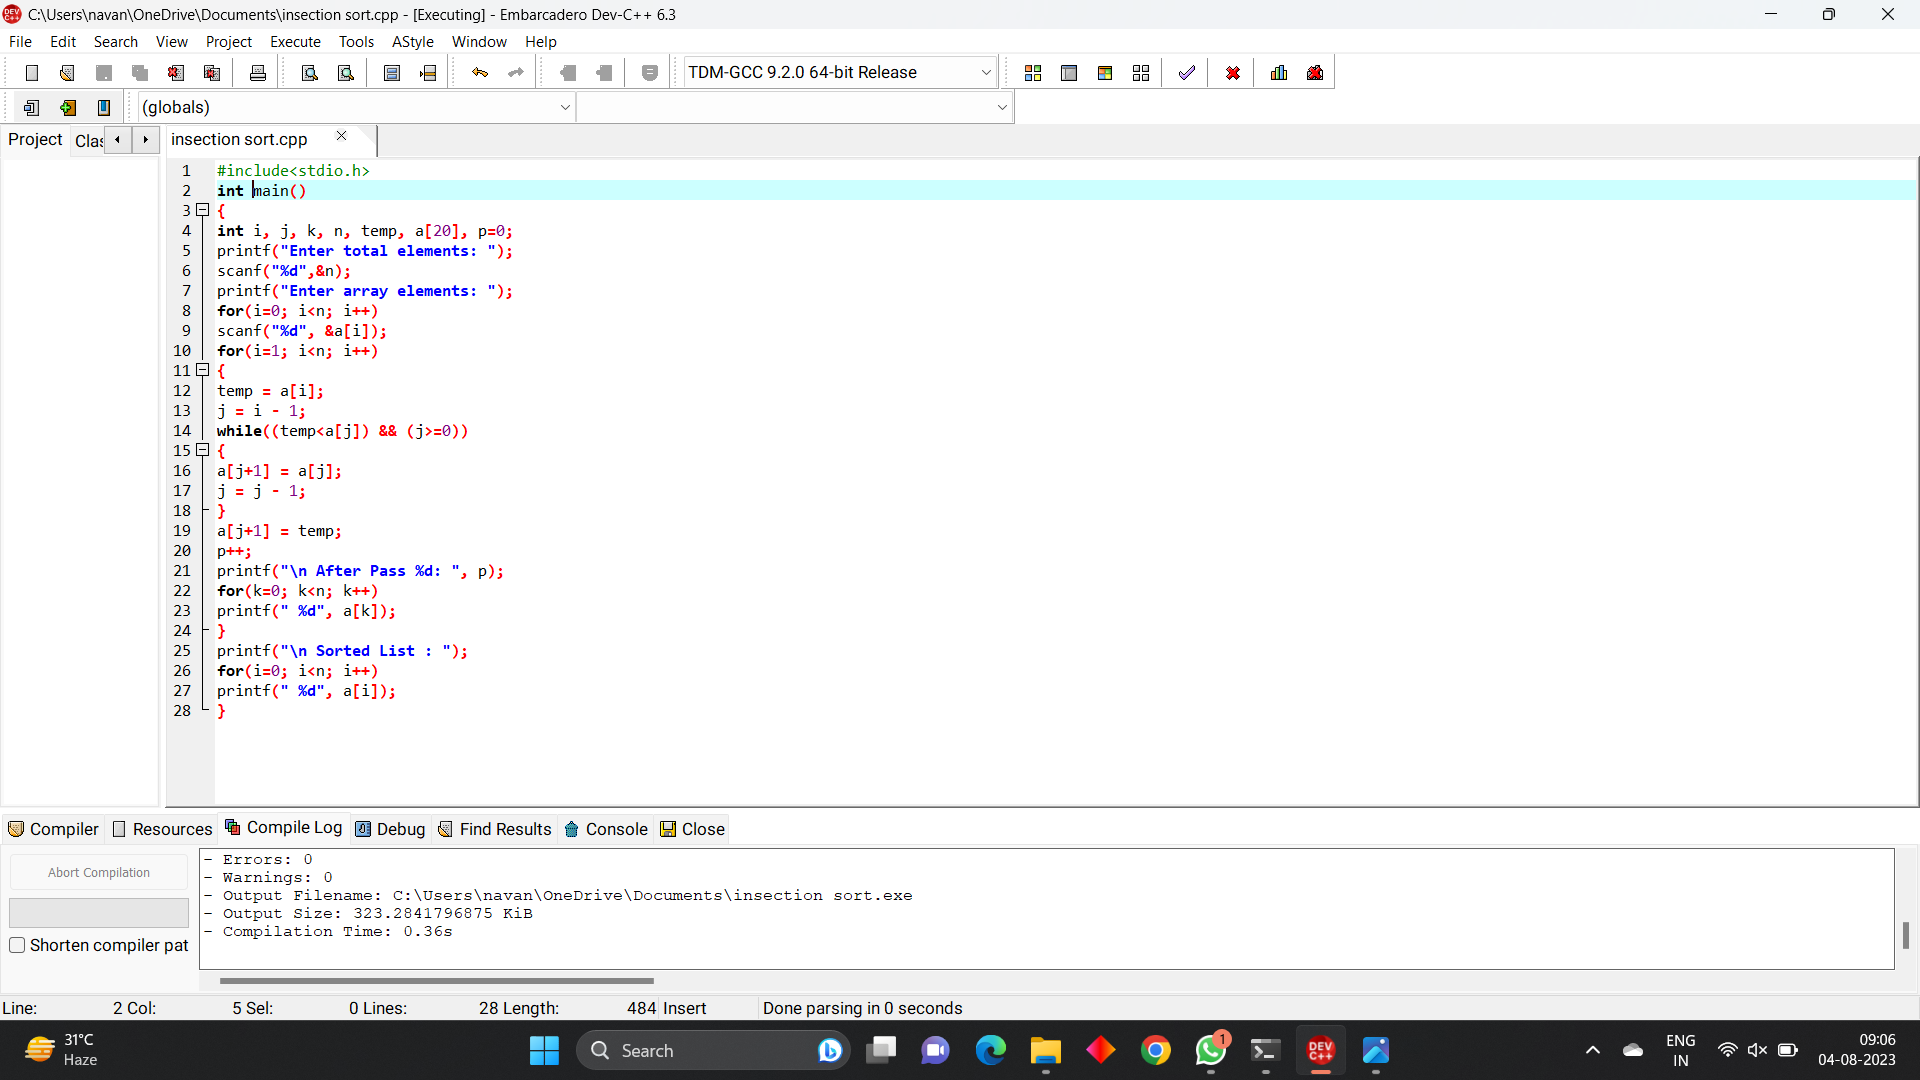 C:\Users\navan\OneDrive\Documents\insection sort.cpp - [Executing] - Embarcadero Dev-C++ 6.3
File Edit Search View Project Execute Tools AStyle Window Help
TDM-GCC 9.2.0 64-bit Release
(globals)
Project Clas insection sort.cpp
1 #include<stdio.h>
2 int main()
3 {
4 int i, j, k, n, temp, a[20], p=0;
5 printf("Enter total elements: ");
6 scanf("%d",&n);
7 printf("Enter array elements: ");
8 for(i=0; i<n; i++)
9 scanf("%d", &a[i]);
10 for(i=1; i<n; i++)
11 {
12 temp = a[i];
13 j = i - 1;
14 while((temp<a[j]) && (j>=0))
15 {
16 a[j+1] = a[j];
17 j = j - 1;
18 }
19 a[j+1] = temp;
20 p++;
21 printf("\n After Pass %d: ", p);
22 for(k=0; k<n; k++)
23 printf(" %d", a[k]);
24 }
25 printf("\n Sorted List : ");
26 for(i=0; i<n; i++)
27 printf(" %d", a[i]);
28 }
Compiler Resources Compile Log Debug Find Results Console Close
Abort Compilation
Shorten compiler pat
- Errors: 0
- Warnings: 0
- Output Filename: C:\Users\navan\OneDrive\Documents\insection sort.exe
- Output Size: 323.2841796875 KiB
- Compilation Time: 0.36s
Line: 2 Col: 5 Sel: 0 Lines: 28 Length: 484 Insert Done parsing in 0 seconds
31°C
Haze
Search
1
DEV
C++
ENG
IN
09:06
04-08-2023